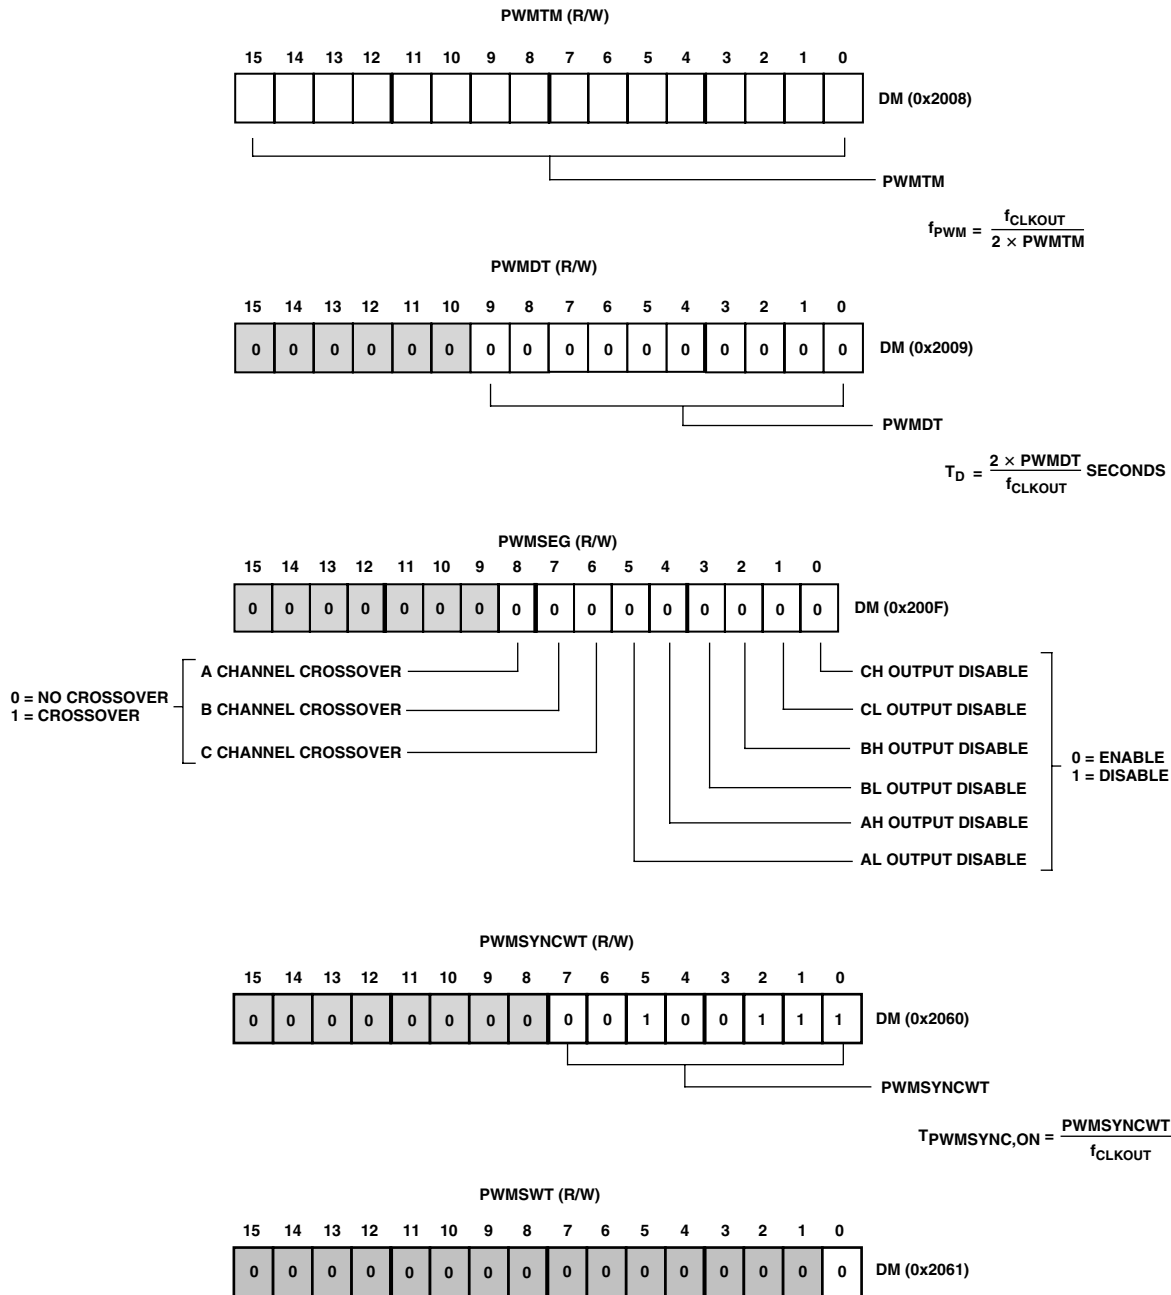 PWMTM (R/W)
15 14 13 12 11 10 9 8 7 6 5 4 3 2 1 0
DM (0x2008)
PWMTM
fPWM = fCLKOUT / 2 × PWMTM
PWMDT (R/W)
15 14 13 12 11 10 9 8 7 6 5 4 3 2 1 0
0 0 0 0 0 0 0 0 0 0 0 0 0 0 0 0 DM (0x2009)
PWMDT
TD = 2 × PWMDT / fCLKOUT SECONDS
PWMSEG (R/W)
15 14 13 12 11 10 9 8 7 6 5 4 3 2 1 0
0 0 0 0 0 0 0 0 0 0 0 0 0 0 0 0 DM (0x200F)
0 = NO CROSSOVER
1 = CROSSOVER
A CHANNEL CROSSOVER
B CHANNEL CROSSOVER
C CHANNEL CROSSOVER
CH OUTPUT DISABLE
CL OUTPUT DISABLE
BH OUTPUT DISABLE
BL OUTPUT DISABLE
AH OUTPUT DISABLE
AL OUTPUT DISABLE
0 = ENABLE
1 = DISABLE
PWMSYNCWT (R/W)
15 14 13 12 11 10 9 8 7 6 5 4 3 2 1 0
0 0 0 0 0 0 0 0 0 0 1 0 0 1 1 1 DM (0x2060)
PWMSYNCWT
TPWMSYNC,ON = PWMSYNCWT / fCLKOUT
PWMSWT (R/W)
15 14 13 12 11 10 9 8 7 6 5 4 3 2 1 0
0 0 0 0 0 0 0 0 0 0 0 0 0 0 0 0 DM (0x2061)